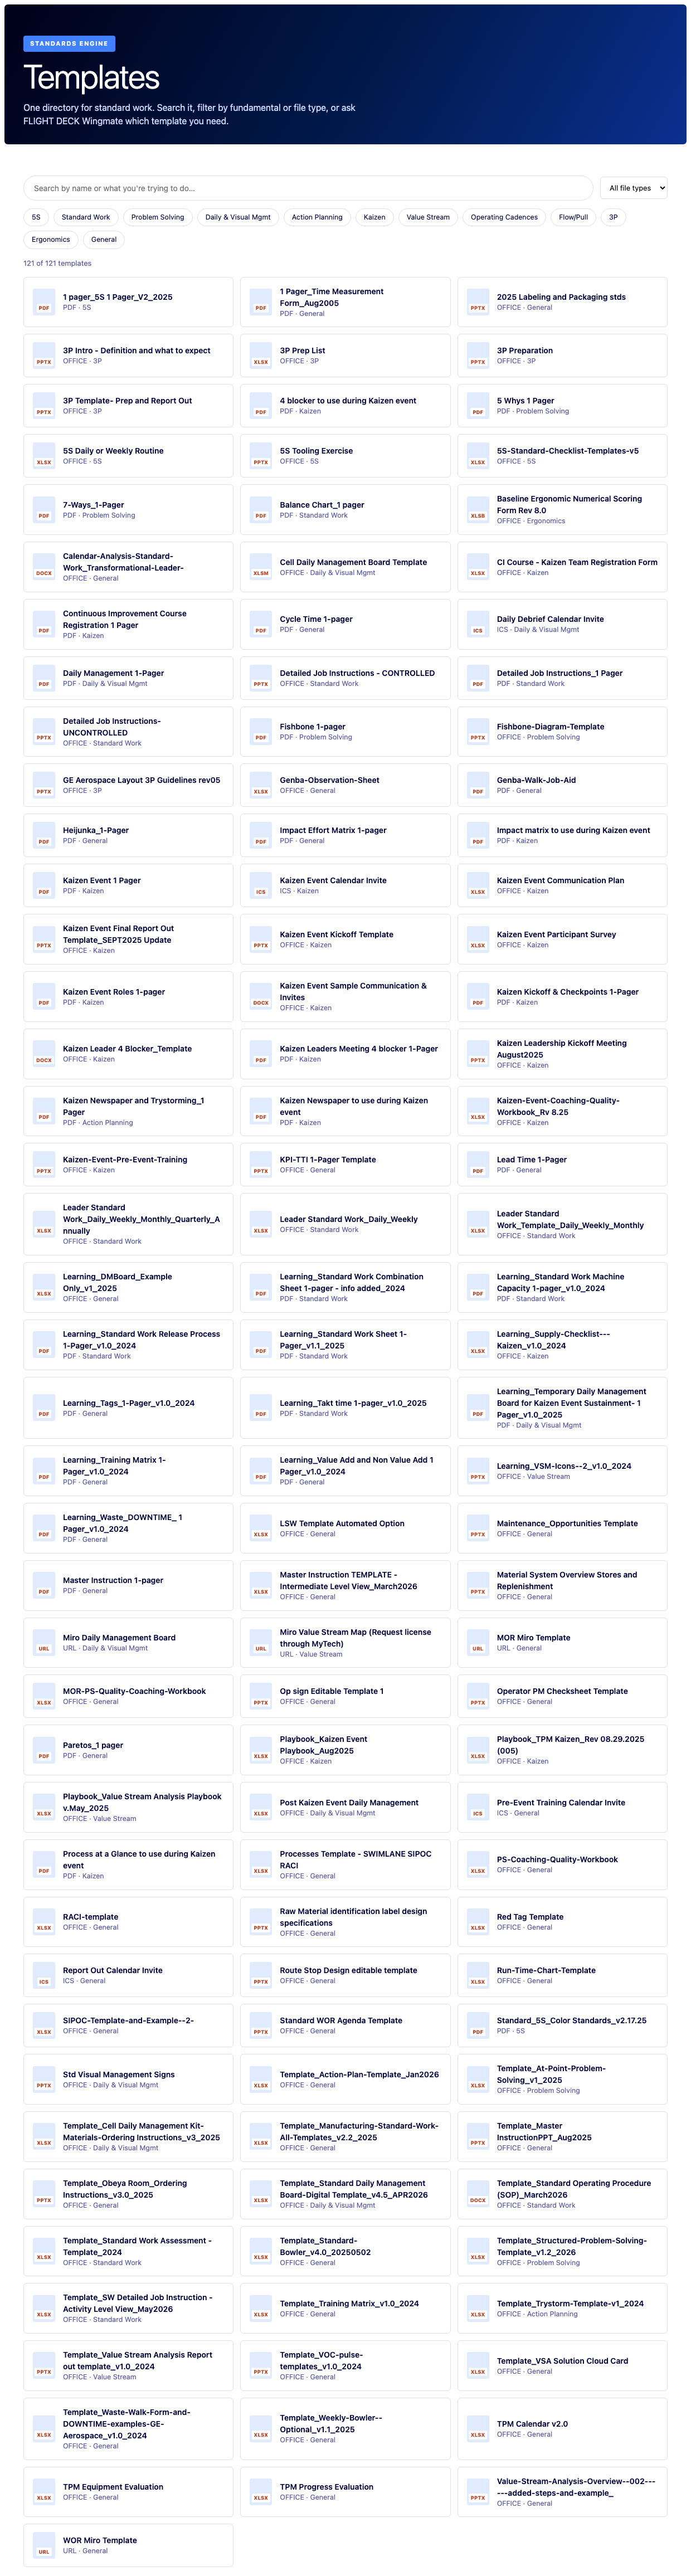 STANDARDS ENGINE
Templates
One directory for standard work. Search it, filter by fundamental or file type, or ask
FLIGHT DECK Wingmate which template you need.
Search by name or what you're trying to do...
All file types
5S
Standard Work
Problem Solving
Daily & Visual Mgmt
Action Planning
Kaizen
Value Stream
Operating Cadences
Flow/Pull
3P
Ergonomics
General
121 of 121 templates
PDF
1 pager_5S 1 Pager_V2_2025
PDF · 5S
PDF
1 Pager_Time Measurement
Form_Aug2005
PDF · General
PPTX
2025 Labeling and Packaging stds
OFFICE · General
PPTX
3P Intro - Definition and what to expect
OFFICE · 3P
XLSX
3P Prep List
OFFICE · 3P
PPTX
3P Preparation
OFFICE · 3P
PPTX
3P Template- Prep and Report Out
OFFICE · 3P
PDF
4 blocker to use during Kaizen event
PDF · Kaizen
PDF
5 Whys 1 Pager
PDF · Problem Solving
XLSX
5S Daily or Weekly Routine
OFFICE · 5S
PPTX
5S Tooling Exercise
OFFICE · 5S
XLSX
5S-Standard-Checklist-Templates-v5
OFFICE · 5S
PDF
7-Ways_1-Pager
PDF · Problem Solving
PDF
Balance Chart_1 pager
PDF · Standard Work
XLSB
Baseline Ergonomic Numerical Scoring
Form Rev 8.0
OFFICE · Ergonomics
DOCX
Calendar-Analysis-Standard-
Work_Transformational-Leader-
OFFICE · General
XLSM
Cell Daily Management Board Template
OFFICE · Daily & Visual Mgmt
XLSX
CI Course - Kaizen Team Registration Form
OFFICE · Kaizen
PDF
Continuous Improvement Course
Registration 1 Pager
PDF · Kaizen
PDF
Cycle Time 1-pager
PDF · General
ICS
Daily Debrief Calendar Invite
ICS · Daily & Visual Mgmt
PDF
Daily Management 1-Pager
PDF · Daily & Visual Mgmt
PPTX
Detailed Job Instructions - CONTROLLED
OFFICE · Standard Work
PDF
Detailed Job Instructions_1 Pager
PDF · Standard Work
PPTX
Detailed Job Instructions-
UNCONTROLLED
OFFICE · Standard Work
PDF
Fishbone 1-pager
PDF · Problem Solving
PPTX
Fishbone-Diagram-Template
OFFICE · Problem Solving
PPTX
GE Aerospace Layout 3P Guidelines rev05
OFFICE · 3P
XLSX
Genba-Observation-Sheet
OFFICE · General
PDF
Genba-Walk-Job-Aid
PDF · General
PDF
Heijunka_1-Pager
PDF · General
PDF
Impact Effort Matrix 1-pager
PDF · General
PDF
Impact matrix to use during Kaizen event
PDF · Kaizen
PDF
Kaizen Event 1 Pager
PDF · Kaizen
ICS
Kaizen Event Calendar Invite
ICS · Kaizen
XLSX
Kaizen Event Communication Plan
OFFICE · Kaizen
PPTX
Kaizen Event Final Report Out
Template_SEPT2025 Update
OFFICE · Kaizen
PPTX
Kaizen Event Kickoff Template
OFFICE · Kaizen
XLSX
Kaizen Event Participant Survey
OFFICE · Kaizen
PDF
Kaizen Event Roles 1-pager
PDF · Kaizen
DOCX
Kaizen Event Sample Communication &
Invites
OFFICE · Kaizen
PDF
Kaizen Kickoff & Checkpoints 1-Pager
PDF · Kaizen
DOCX
Kaizen Leader 4 Blocker_Template
OFFICE · Kaizen
PDF
Kaizen Leaders Meeting 4 blocker 1-Pager
PDF · Kaizen
PPTX
Kaizen Leadership Kickoff Meeting
August2025
OFFICE · Kaizen
PDF
Kaizen Newspaper and Trystorming_1
Pager
PDF · Action Planning
PDF
Kaizen Newspaper to use during Kaizen
event
PDF · Kaizen
XLSX
Kaizen-Event-Coaching-Quality-
Workbook_Rv 8.25
OFFICE · Kaizen
PPTX
Kaizen-Event-Pre-Event-Training
OFFICE · Kaizen
PPTX
KPI-TTI 1-Pager Template
OFFICE · General
PDF
Lead Time 1-Pager
PDF · General
XLSX
Leader Standard
Work_Daily_Weekly_Monthly_Quarterly_A
nnually
OFFICE · Standard Work
XLSX
Leader Standard Work_Daily_Weekly
OFFICE · Standard Work
XLSX
Leader Standard
Work_Template_Daily_Weekly_Monthly
OFFICE · Standard Work
XLSX
Learning_DMBoard_Example
Only_v1_2025
OFFICE · General
PDF
Learning_Standard Work Combination
Sheet 1-pager - info added_2024
PDF · Standard Work
PDF
Learning_Standard Work Machine
Capacity 1-pager_v1.0_2024
PDF · Standard Work
PDF
Learning_Standard Work Release Process
1-Pager_v1.0_2024
PDF · Standard Work
PDF
Learning_Standard Work Sheet 1-
Pager_v1.1_2025
PDF · Standard Work
XLSX
Learning_Supply-Checklist---
Kaizen_v1.0_2024
OFFICE · Kaizen
PDF
Learning_Tags_1-Pager_v1.0_2024
PDF · General
PDF
Learning_Takt time 1-pager_v1.0_2025
PDF · Standard Work
PDF
Learning_Temporary Daily Management
Board for Kaizen Event Sustainment- 1
Pager_v1.0_2025
PDF · Daily & Visual Mgmt
PDF
Learning_Training Matrix 1-
Pager_v1.0_2024
PDF · General
PDF
Learning_Value Add and Non Value Add 1
Pager_v1.0_2024
PDF · General
PPTX
Learning_VSM-Icons--2_v1.0_2024
OFFICE · Value Stream
PDF
Learning_Waste_DOWNTIME_ 1
Pager_v1.0_2024
PDF · General
XLSX
LSW Template Automated Option
OFFICE · General
PPTX
Maintenance_Opportunities Template
OFFICE · General
PDF
Master Instruction 1-pager
PDF · General
XLSX
Master Instruction TEMPLATE -
Intermediate Level View_March2026
OFFICE · General
PPTX
Material System Overview Stores and
Replenishment
OFFICE · General
URL
Miro Daily Management Board
URL · Daily & Visual Mgmt
URL
Miro Value Stream Map (Request license
through MyTech)
URL · Value Stream
URL
MOR Miro Template
URL · General
XLSX
MOR-PS-Quality-Coaching-Workbook
OFFICE · General
PPTX
Op sign Editable Template 1
OFFICE · General
PPTX
Operator PM Checksheet Template
OFFICE · General
PDF
Paretos_1 pager
PDF · General
XLSX
Playbook_Kaizen Event
Playbook_Aug2025
OFFICE · Kaizen
XLSX
Playbook_TPM Kaizen_Rev 08.29.2025
(005)
OFFICE · Kaizen
XLSX
Playbook_Value Stream Analysis Playbook
v.May_2025
OFFICE · Value Stream
XLSX
Post Kaizen Event Daily Management
OFFICE · Daily & Visual Mgmt
ICS
Pre-Event Training Calendar Invite
ICS · General
PDF
Process at a Glance to use during Kaizen
event
PDF · Kaizen
XLSX
Processes Template - SWIMLANE SIPOC
RACI
OFFICE · General
XLSX
PS-Coaching-Quality-Workbook
OFFICE · General
XLSX
RACI-template
OFFICE · General
PPTX
Raw Material identification label design
specifications
OFFICE · General
XLSX
Red Tag Template
OFFICE · General
ICS
Report Out Calendar Invite
ICS · General
PPTX
Route Stop Design editable template
OFFICE · General
XLSX
Run-Time-Chart-Template
OFFICE · General
XLSX
SIPOC-Template-and-Example--2-
OFFICE · General
PPTX
Standard WOR Agenda Template
OFFICE · General
PDF
Standard_5S_Color Standards_v2.17.25
PDF · 5S
PPTX
Std Visual Management Signs
OFFICE · Daily & Visual Mgmt
XLSX
Template_Action-Plan-Template_Jan2026
OFFICE · General
XLSX
Template_At-Point-Problem-
Solving_v1_2025
OFFICE · Problem Solving
XLSX
Template_Cell Daily Management Kit-
Materials-Ordering Instructions_v3_2025
OFFICE · Daily & Visual Mgmt
XLSX
Template_Manufacturing-Standard-Work-
All-Templates_v2.2_2025
OFFICE · General
PPTX
Template_Master
InstructionPPT_Aug2025
OFFICE · General
PPTX
Template_Obeya Room_Ordering
Instructions_v3.0_2025
OFFICE · General
XLSX
Template_Standard Daily Management
Board-Digital Template_v4.5_APR2026
OFFICE · Daily & Visual Mgmt
DOCX
Template_Standard Operating Procedure
(SOP)_March2026
OFFICE · Standard Work
XLSX
Template_Standard Work Assessment -
Template_2024
OFFICE · Standard Work
XLSX
Template_Standard-
Bowler_v4.0_20250502
OFFICE · General
XLSX
Template_Structured-Problem-Solving-
Template_v1.2_2026
OFFICE · Problem Solving
XLSX
Template_SW Detailed Job Instruction -
Activity Level View_May2026
OFFICE · Standard Work
XLSX
Template_Training Matrix_v1.0_2024
OFFICE · General
XLSX
Template_Trystorm-Template-v1_2024
OFFICE · Action Planning
PPTX
Template_Value Stream Analysis Report
out template_v1.0_2024
OFFICE · Value Stream
PPTX
Template_VOC-pulse-
templates_v1.0_2024
OFFICE · General
XLSX
Template_VSA Solution Cloud Card
OFFICE · General
XLSX
Template_Waste-Walk-Form-and-
DOWNTIME-examples-GE-
Aerospace_v1.0_2024
OFFICE · General
XLSX
Template_Weekly-Bowler--
Optional_v1.1_2025
OFFICE · General
XLSX
TPM Calendar v2.0
OFFICE · General
XLSX
TPM Equipment Evaluation
OFFICE · General
XLSX
TPM Progress Evaluation
OFFICE · General
PPTX
Value-Stream-Analysis-Overview--002---
---added-steps-and-example_
OFFICE · General
URL
WOR Miro Template
URL · General